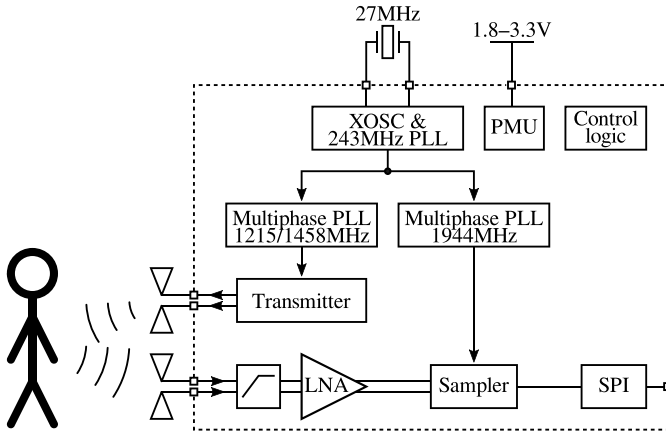 27MHz
1.8–3.3V
XOSC &
243MHz PLL
PMU
Control
logic
Multiphase PLL
1215/1458MHz
Multiphase PLL
1944MHz
Transmitter
LNA
Sampler
SPI